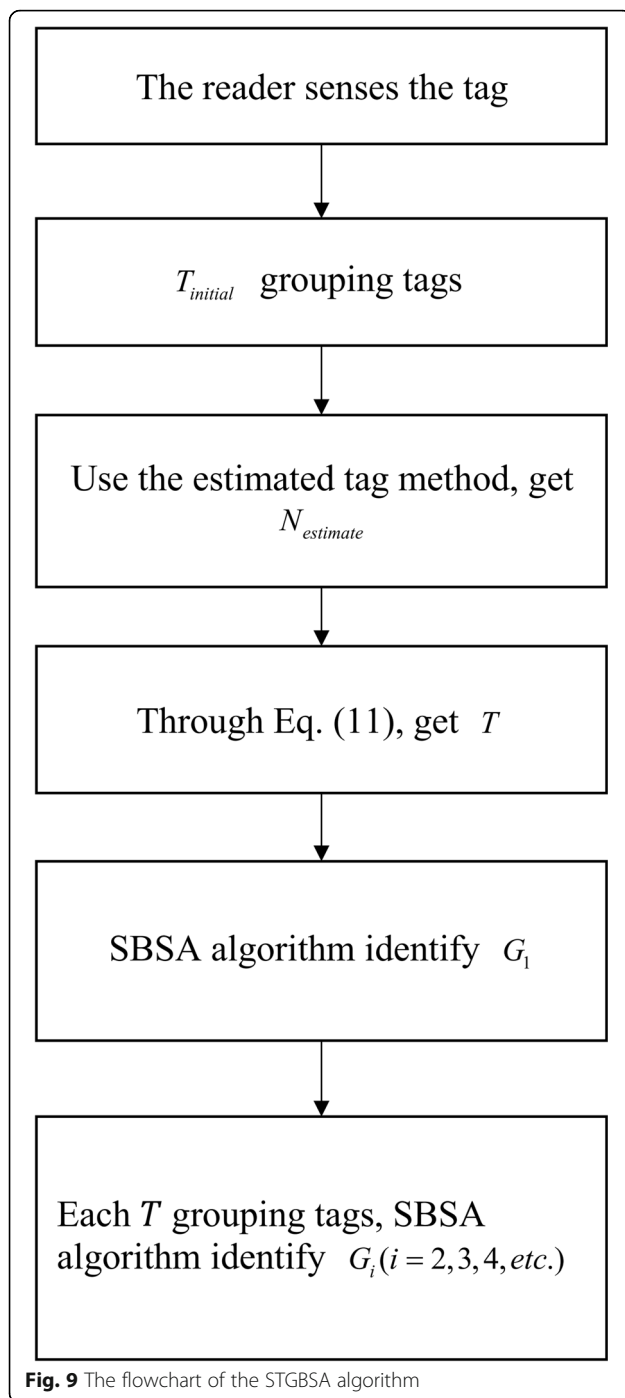 The reader senses the tag
T_initial grouping tags
Use the estimated tag method, get
N_estimate
Through Eq. (11), get T
SBSA algorithm identify G_1
Each T grouping tags, SBSA
algorithm identify G_i(i = 2,3,4,etc.)
Fig. 9 The flowchart of the STGBSA algorithm